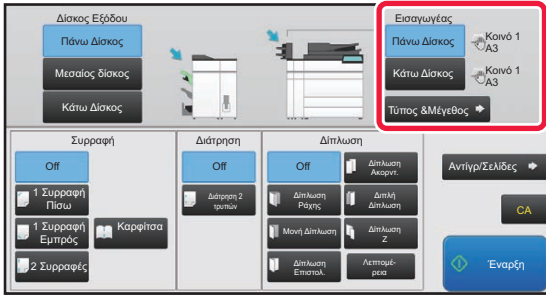 Δίσκος Εξόδου
Πάνω Δίσκος
Μεσαίος δίσκος
Κάτω Δίσκος
Εισαγωγέας
Πάνω Δίσκος
Κοινό 1
A3
Κάτω Δίσκος
Κοινό 1
A3
Τύπος &Μέγεθος
Συρραφή
Off
1 Συρραφή
Πίσω
1 Συρραφή
Εμπρός
Καρφίτσα
2 Συρραφές
Διάτρηση
Off
Διάτρηση 2
τρυπών
Δίπλωση
Off
Δίπλωση
Ακορντ.
Δίπλωση
Ράχης
Διπλή
Δίπλωση
Μονή Δίπλωση
Δίπλωση
Z
Δίπλωση
Επιστολ.
Λεπτομέ-
ρεια
Αντίγρ/Σελίδες
CA
Έναρξη